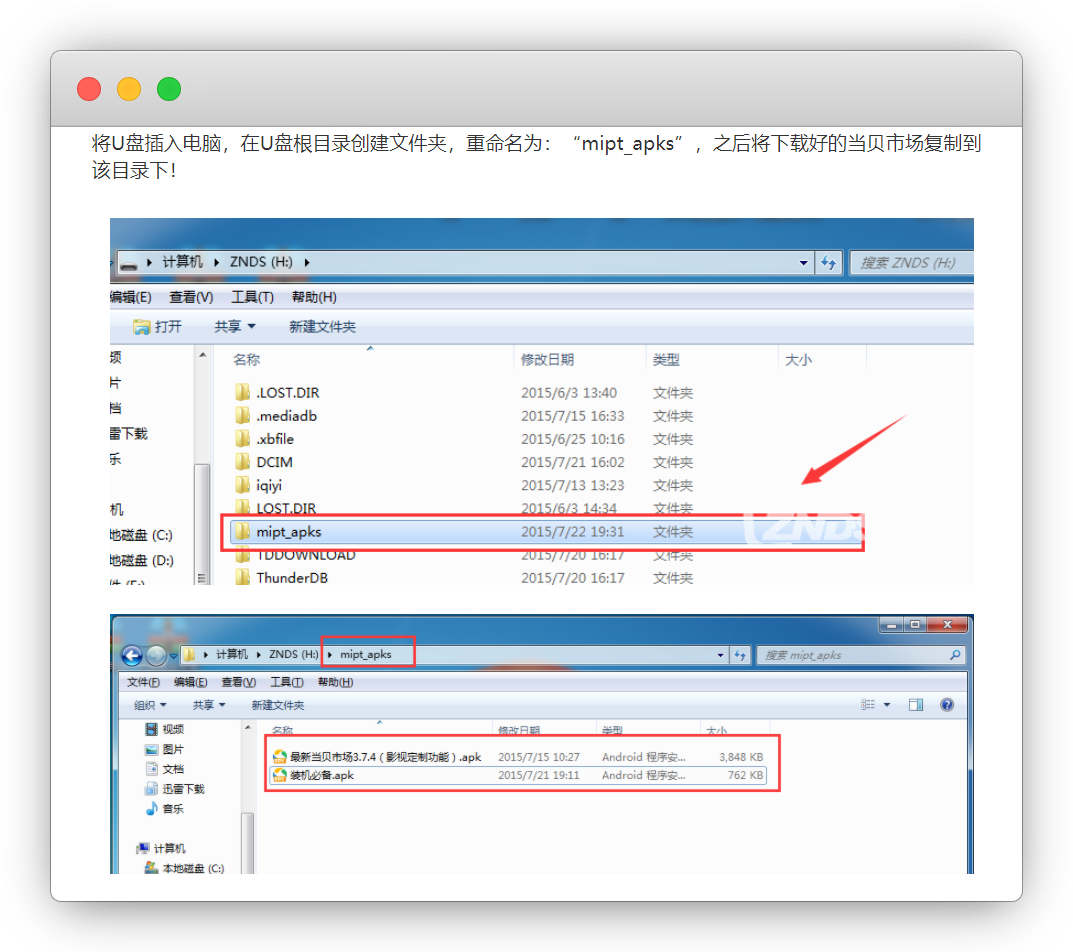 将U盘插入电脑，在U盘根目录创建文件夹，重命名为：“mipt_apks”，之后将下载好的当贝市场复制到
该目录下！
计算机 ZNDS (H:) 搜索 ZNDS (H:)
编辑(E) 查看(V) 工具(T) 帮助(H)
打开 共享 新建文件夹
名称 修改日期 类型 大小
频
片
档
雷下载
乐
机
地磁盘 (C:)
地磁盘 (D:)
.LOST.DIR 2015/6/3 13:40 文件夹
.mediadb 2015/7/15 16:33 文件夹
.xbfile 2015/6/25 10:16 文件夹
DCIM 2015/7/21 16:02 文件夹
iqiyi 2015/7/13 13:23 文件夹
LOST.DIR 2015/6/3 14:34 文件夹
mipt_apks 2015/7/22 19:31 文件夹
ZNDS
TDDOWNLOAD 2015/7/20 16:17 文件夹
ThunderDB 2015/7/20 16:17 文件夹
计算机 ZNDS (H:) mipt_apks 搜索 mipt_apks
文件(F) 编辑(E) 查看(V) 工具(T) 帮助(H)
组织 共享 新建文件夹
视频
图片
文档
迅雷下载
音乐
计算机
本地磁盘 (C:)
名称 修改日期 类型 大小
最新当贝市场3.7.4（影视定制功能）.apk 2015/7/15 10:27 Android 程序安... 3,848 KB
装机必备.apk 2015/7/21 19:11 Android 程序安... 762 KB